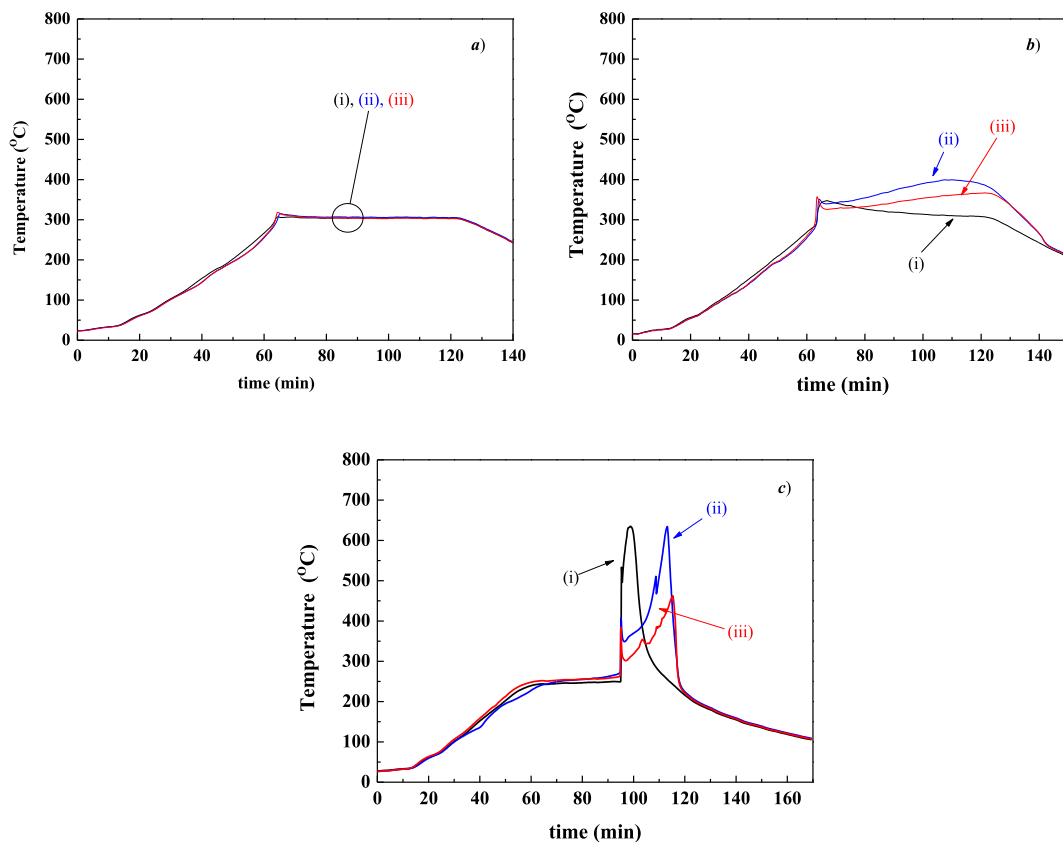 a)
(i), (ii), (iii)
800
700
600
500
400
300
200
100
0
Temperature (°C)
0 20 40 60 80 100 120 140
time (min)
b)
(iii)
(ii)
(i)
800
700
600
500
400
300
200
100
0
Temperature (°C)
0 20 40 60 80 100 120 140
time (min)
c)
(ii)
(i)
(iii)
800
700
600
500
400
300
200
100
0
Temperature (°C)
0 20 40 60 80 100 120 140 160
time (min)